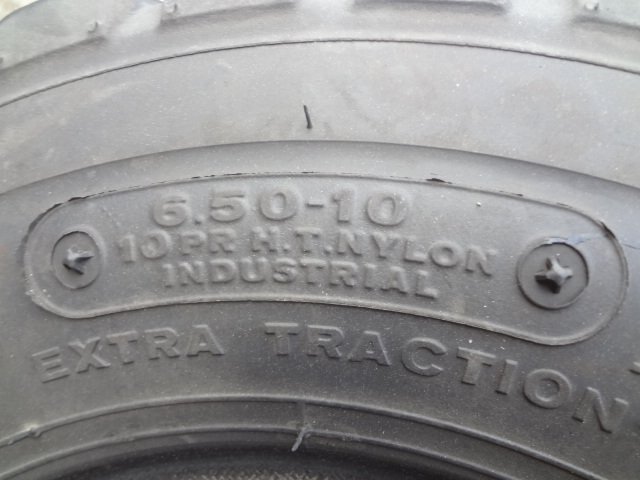 6.50-10
10 PR H.T. NYLON
INDUSTRIAL
EXTRA TRACTION